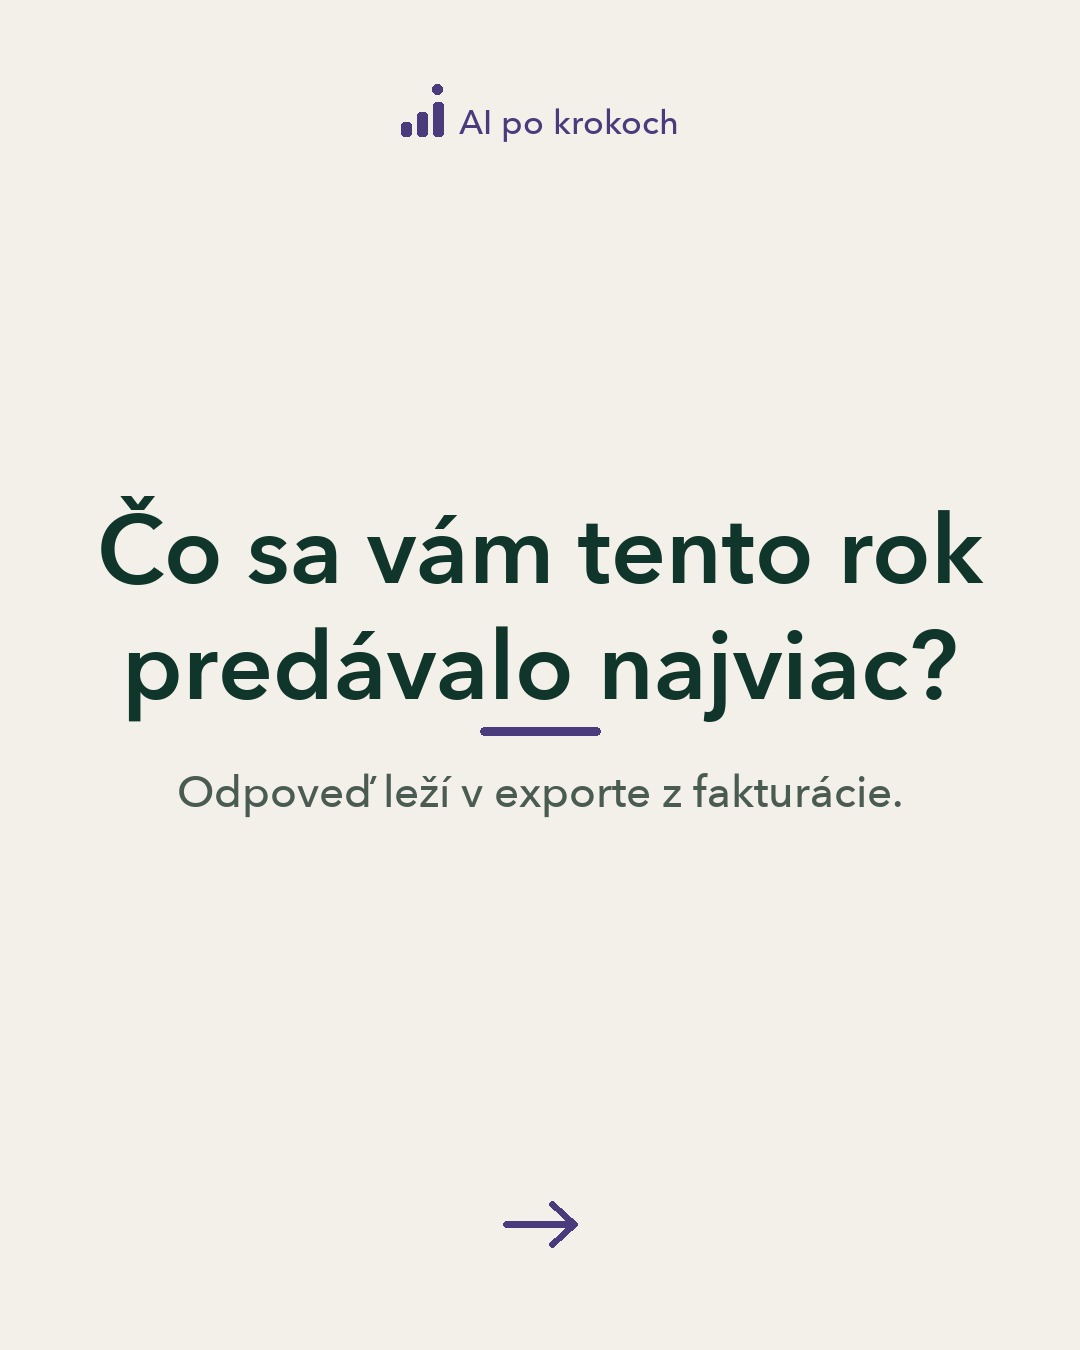 AI po krokoch
Čo sa vám tento rok
predávalo najviac?
Odpoveď leží v exporte z fakturácie.